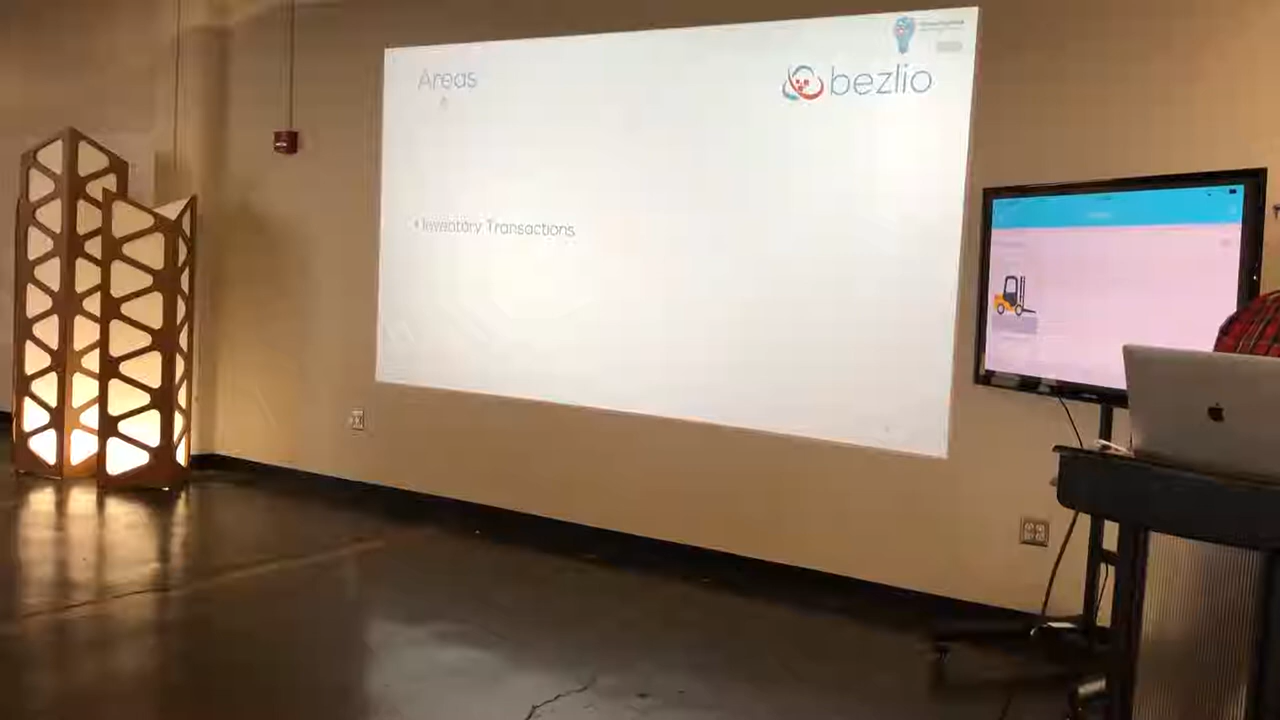 Areas
bezlio
• Inventory Transactions